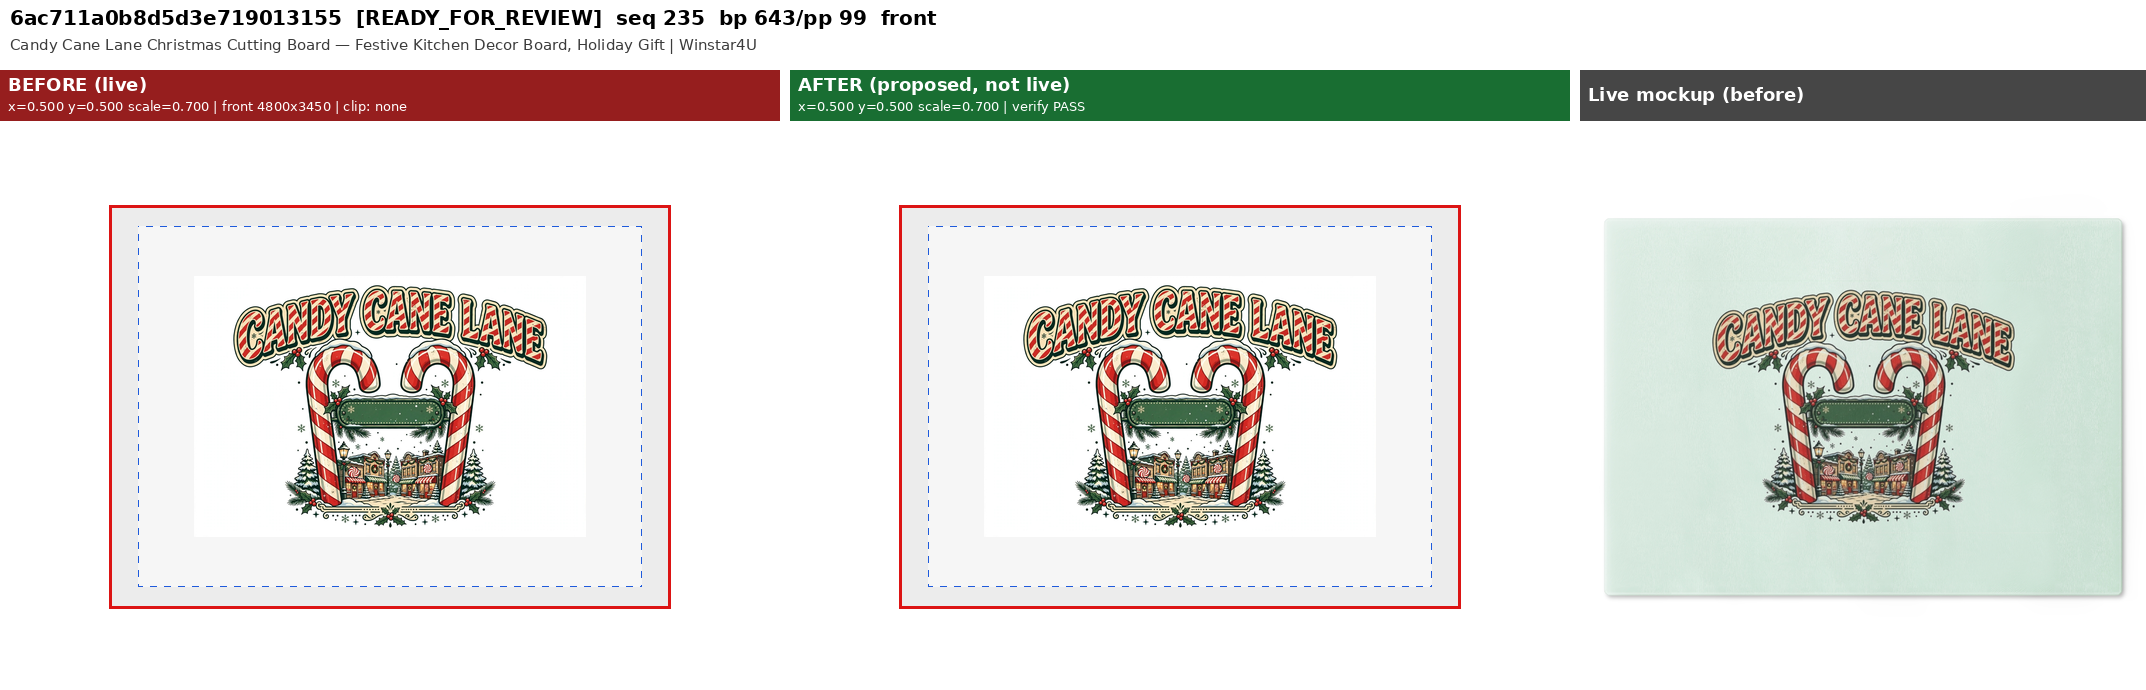 6ac711a0b8d5d3e719013155 [READY_FOR_REVIEW] seq 235 bp 643/pp 99 front
Candy Cane Lane Christmas Cutting Board — Festive Kitchen Decor Board, Holiday Gift | Winstar4U
BEFORE (live)
x=0.500 y=0.500 scale=0.700 | front 4800x3450 | clip: none
AFTER (proposed, not live)
x=0.500 y=0.500 scale=0.700 | verify PASS
Live mockup (before)
CANDY CANE LANE
CANDY CANE LANE
CANDY CANE LANE